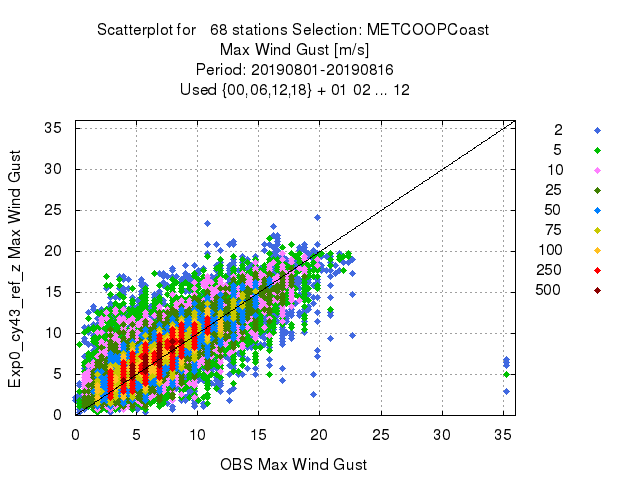 Scatterplot for 68 stations Selection: METCOOPCoast
Max Wind Gust [m/s]
Period: 20190801-20190816
Used {00,06,12,18} + 01 02 ... 12
Exp0_cy43_ref_z Max Wind Gust
35
30
25
20
15
10
5
0
0 5 10 15 20 25 30 35
OBS Max Wind Gust
2
5
10
25
50
75
100
250
500